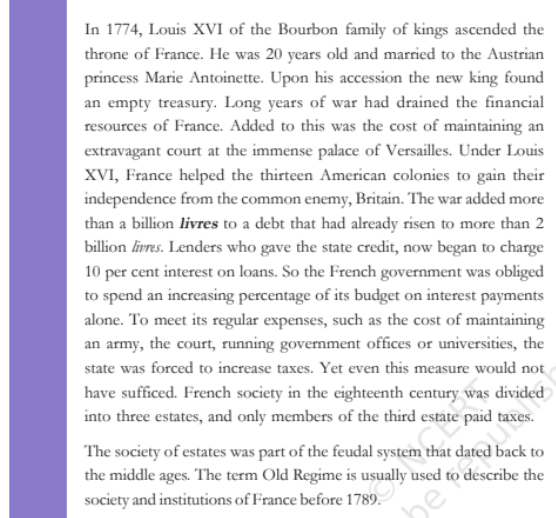 In 1774, Louis XVI of the Bourbon family of kings ascended the
throne of France. He was 20 years old and married to the Austrian
princess Marie Antoinette. Upon his accession the new king found
an empty treasury. Long years of war had drained the financial
resources of France. Added to this was the cost of maintaining an
extravagant court at the immense palace of Versailles. Under Louis
XVI, France helped the thirteen American colonies to gain their
independence from the common enemy, Britain. The war added more
than a billion livres to a debt that had already risen to more than 2
billion livres. Lenders who gave the state credit, now began to charge
10 per cent interest on loans. So the French government was obliged
to spend an increasing percentage of its budget on interest payments
alone. To meet its regular expenses, such as the cost of maintaining
an army, the court, running government offices or universities, the
state was forced to increase taxes. Yet even this measure would not
have sufficed. French society in the eighteenth century was divided
into three estates, and only members of the third estate paid taxes.
The society of estates was part of the feudal system that dated back to
the middle ages. The term Old Regime is usually used to describe the
society and institutions of France before 1789.
© NCERT
be republish